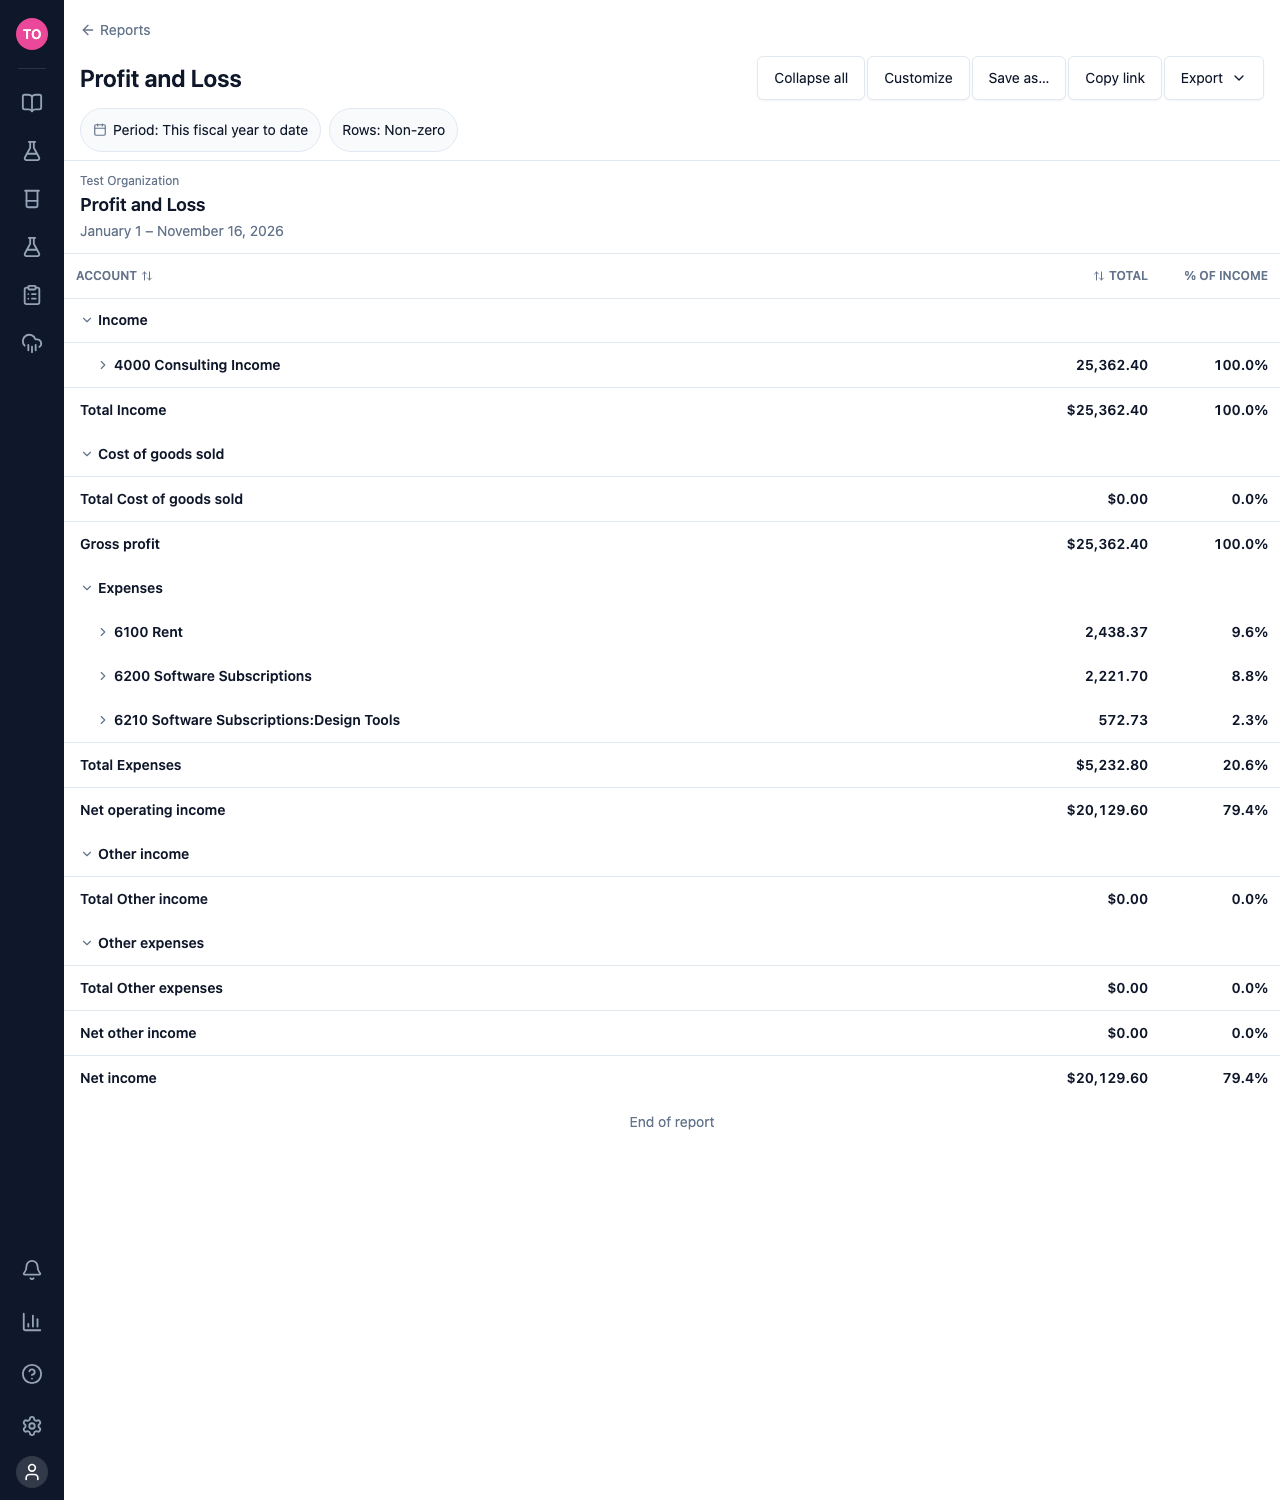 TO
Reports
Profit and Loss
Collapse all
Customize
Save as...
Copy link
Export
Period: This fiscal year to date
Rows: Non-zero
Test Organization
Profit and Loss
January 1 – November 16, 2026
ACCOUNT TOTAL % OF INCOME
Income
4000 Consulting Income 25,362.40 100.0%
Total Income $25,362.40 100.0%
Cost of goods sold
Total Cost of goods sold $0.00 0.0%
Gross profit $25,362.40 100.0%
Expenses
6100 Rent 2,438.37 9.6%
6200 Software Subscriptions 2,221.70 8.8%
6210 Software Subscriptions:Design Tools 572.73 2.3%
Total Expenses $5,232.80 20.6%
Net operating income $20,129.60 79.4%
Other income
Total Other income $0.00 0.0%
Other expenses
Total Other expenses $0.00 0.0%
Net other income $0.00 0.0%
Net income $20,129.60 79.4%
End of report